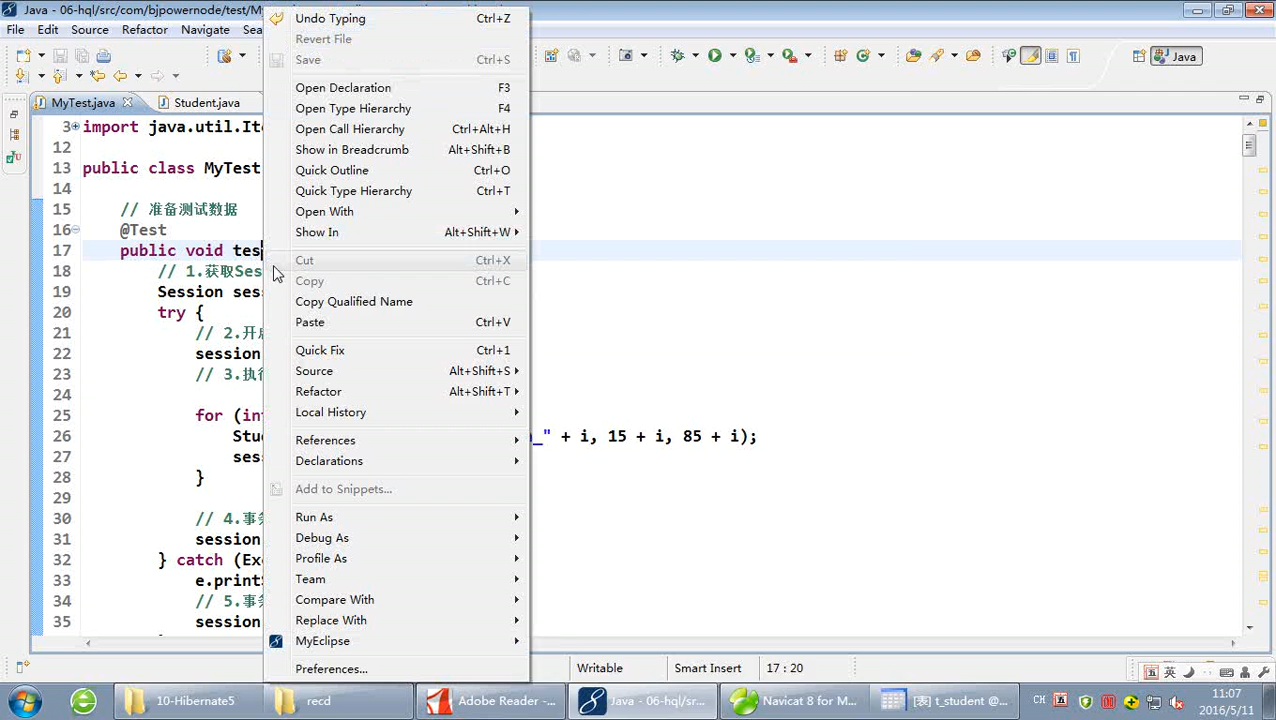 Java - 06-hql/src/com/bjpowernode/test/M
File Edit Source Refactor Navigate Sea
Java
MyTest.java
Student.java
3 import java.util.It
12
13 public class MyTest
14
15 // 准备测试数据
16 @Test
17 public void tes
18 // 1.获取Ses
19 Session ses
20 try {
21 // 2.开
22 session
23 // 3.执行
24
25 for (in
26 Stu _" + i, 15 + i, 85 + i);
27 ses
28 }
29
30 // 4.事务
31 session
32 } catch (Ex
33 e.print
34 // 5.事务
35 session
Undo Typing Ctrl+Z
Revert File
Save Ctrl+S
Open Declaration F3
Open Type Hierarchy F4
Open Call Hierarchy Ctrl+Alt+H
Show in Breadcrumb Alt+Shift+B
Quick Outline Ctrl+O
Quick Type Hierarchy Ctrl+T
Open With
Show In Alt+Shift+W
Cut Ctrl+X
Copy Ctrl+C
Copy Qualified Name
Paste Ctrl+V
Quick Fix Ctrl+1
Source Alt+Shift+S
Refactor Alt+Shift+T
Local History
References
Declarations
Add to Snippets...
Run As
Debug As
Profile As
Team
Compare With
Replace With
MyEclipse
Preferences...
Writable
Smart Insert
17 : 20
五 英
10-Hibernate5
recd
Adobe Reader -...
Java - 06-hql/sr...
Navicat 8 for M...
[表] t_student @...
CH 五
11:07
2016/5/11